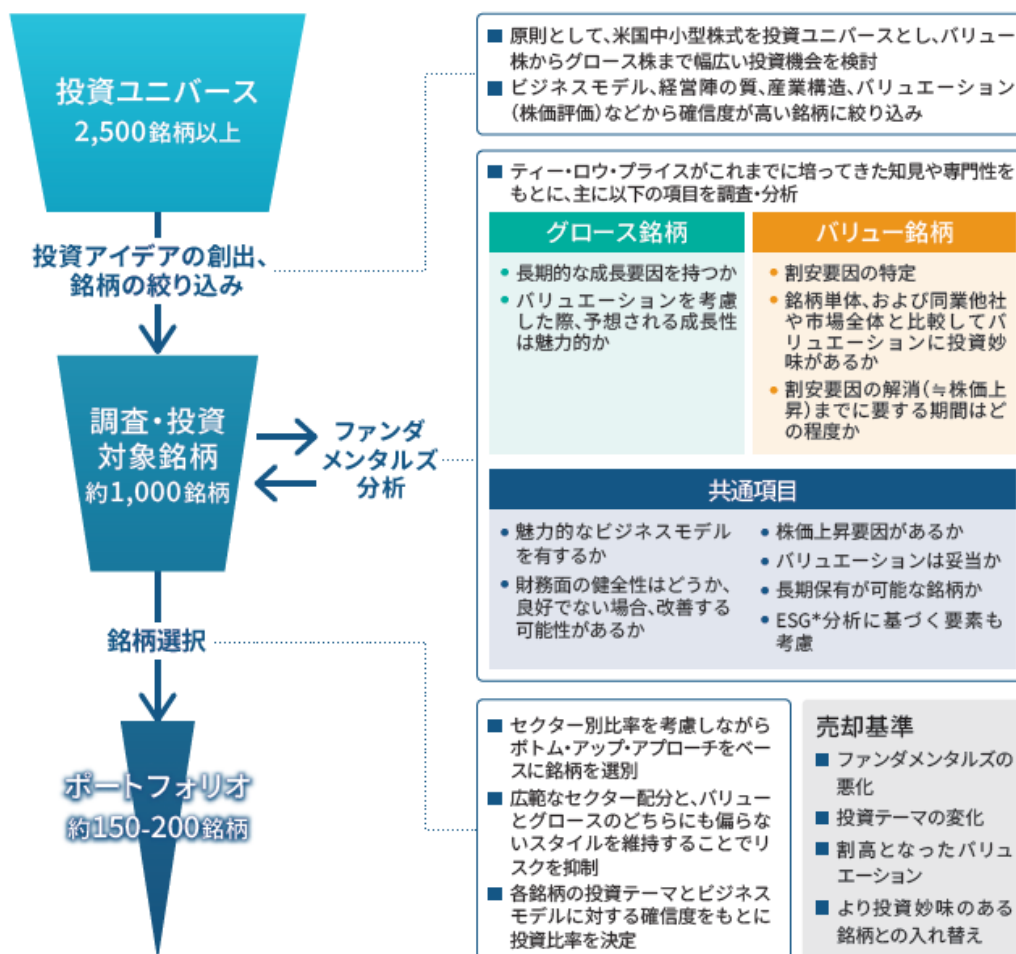 投資ユニバース
2,500銘柄以上
投資アイデアの創出、
銘柄の絞り込み
調査・投資
対象銘柄
約1,000銘柄
ファンダ
メンタルズ
分析
銘柄選択
ポートフォリオ
約150-200銘柄
■ 原則として、米国中小型株式を投資ユニバースとし、バリュー
株からグロース株まで幅広い投資機会を検討
■ ビジネスモデル、経営陣の質、産業構造、バリュエーション
(株価評価)などから確信度が高い銘柄に絞り込み
■ ティー・ロウ・プライスがこれまでに培ってきた知見や専門性を
もとに、主に以下の項目を調査・分析
グロース銘柄
• 長期的な成長要因を持つか
• バリュエーションを考慮
した際、予想される成長性
は魅力的か
バリュー銘柄
• 割安要因の特定
• 銘柄単体、および同業他社
や市場全体と比較してバ
リュエーションに投資妙
味があるか
• 割安要因の解消(≒株価上
昇)までに要する期間はど
の程度か
共通項目
• 魅力的なビジネスモデル
を有するか
• 財務面の健全性はどうか、
良好でない場合、改善する
可能性があるか
• 株価上昇要因があるか
• バリュエーションは妥当か
• 長期保有が可能な銘柄か
• ESG*分析に基づく要素も
考慮
■ セクター別比率を考慮しながら
ボトム・アップ・アプローチをベー
スに銘柄を選別
■ 広範なセクター配分と、バリュー
とグロースのどちらにも偏らな
いスタイルを維持することでリ
スクを抑制
■ 各銘柄の投資テーマとビジネス
モデルに対する確信度をもとに
投資比率を決定
売却基準
■ ファンダメンタルズの
悪化
■ 投資テーマの変化
■ 割高となったバリュ
エーション
■ より投資妙味のある
銘柄との入れ替え